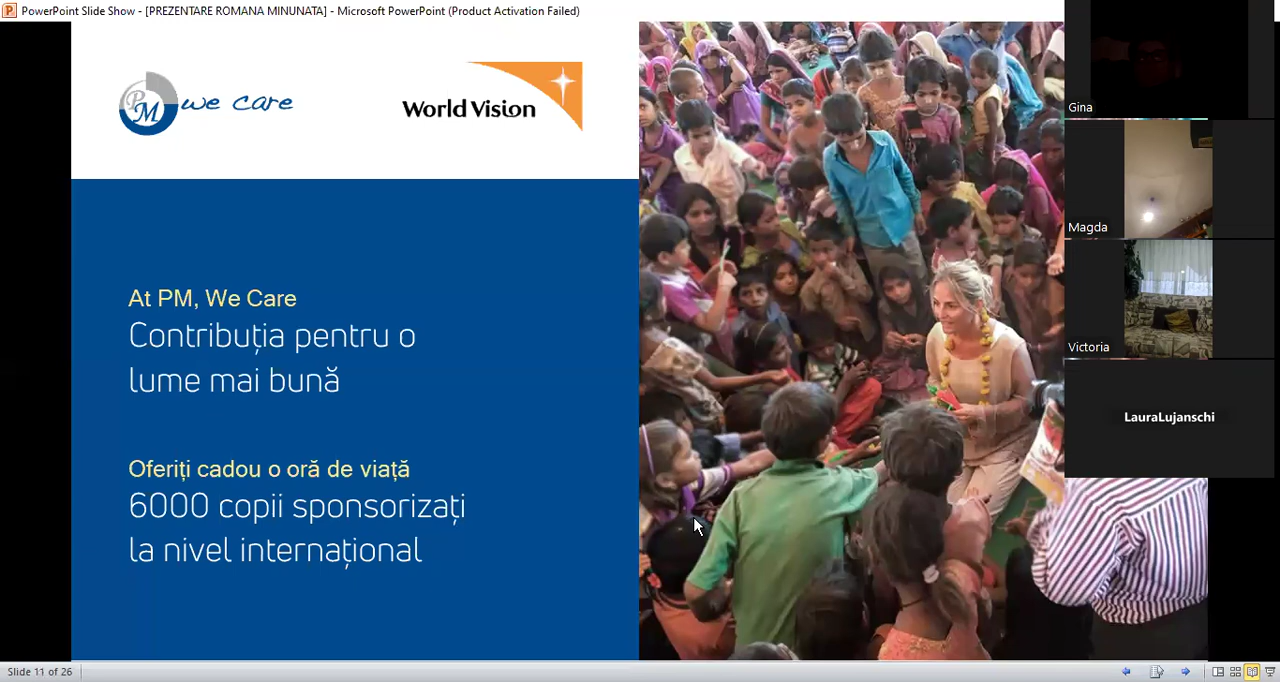 PowerPoint Slide Show - [PREZENTARE ROMANA MINUNATA] - Microsoft PowerPoint (Product Activation Failed)
PM we care
World Vision
At PM, We Care
Contribuția pentru o
lume mai bună
Oferiți cadou o oră de viață
6000 copii sponsorizați
la nivel internațional
Gina
Magda
Victoria
LauraLujanschi
Slide 11 of 26